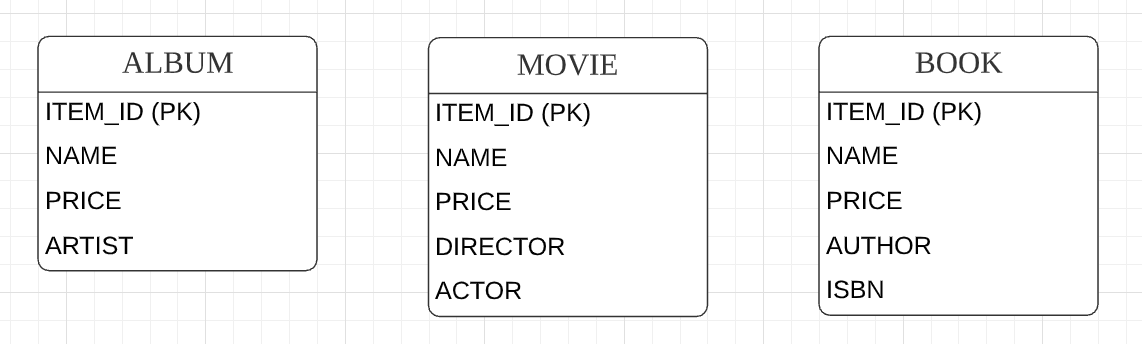 ALBUM
ITEM_ID (PK)
NAME
PRICE
ARTIST
MOVIE
ITEM_ID (PK)
NAME
PRICE
DIRECTOR
ACTOR
BOOK
ITEM_ID (PK)
NAME
PRICE
AUTHOR
ISBN